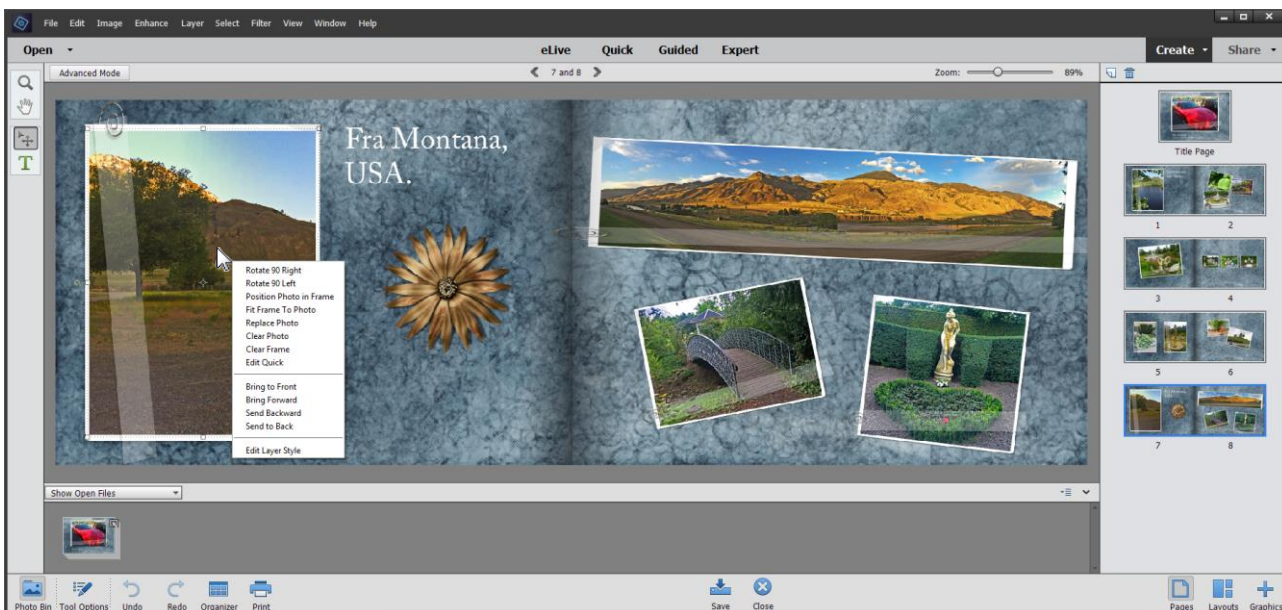 File Edit Image Enhance Layer Select Filter View Window Help
Open
eLive Quick Guided Expert
Create Share
Advanced Mode
7 and 8
Zoom: 89%
Fra Montana,
USA.
Rotate 90 Right
Rotate 90 Left
Position Photo in Frame
Fit Frame To Photo
Replace Photo
Clear Photo
Clear Frame
Edit Quick
Bring to Front
Bring Forward
Send Backward
Send to Back
Edit Layer Style
Title Page
1 2
3 4
5 6
7 8
Show Open Files
Photo Bin Tool Options Undo Redo Organizer Print
Save Close
Pages Layouts Graphics